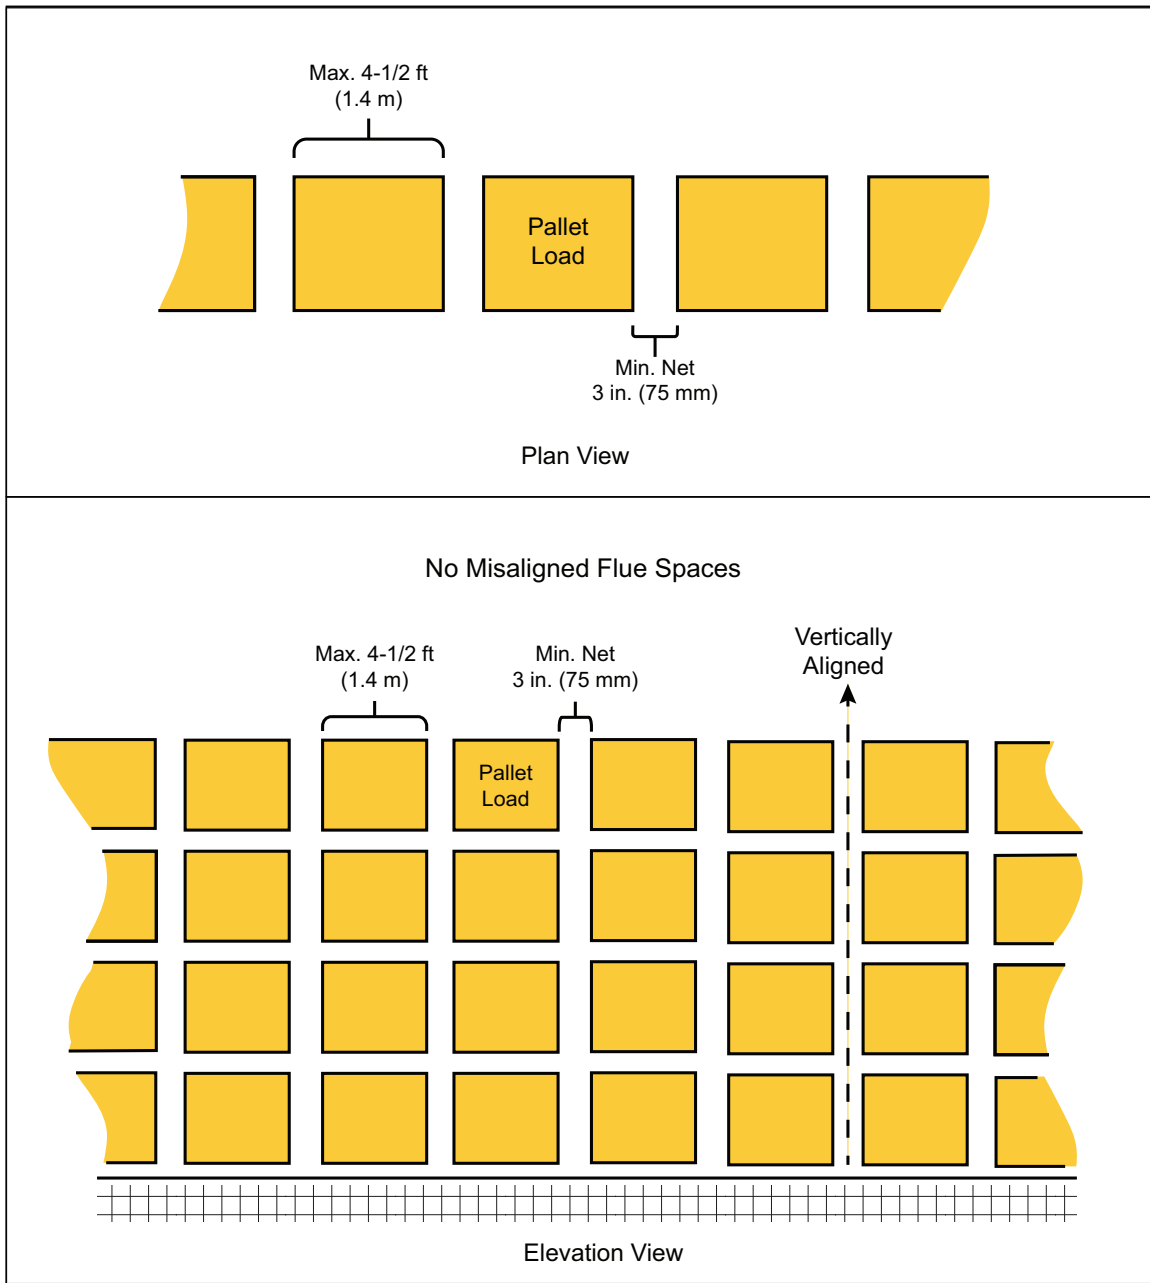 Max. 4-1/2 ft
(1.4 m)
Pallet
Load
Min. Net
3 in. (75 mm)
Plan View
No Misaligned Flue Spaces
Max. 4-1/2 ft
(1.4 m)
Min. Net
3 in. (75 mm)
Vertically
Aligned
Pallet
Load
Elevation View